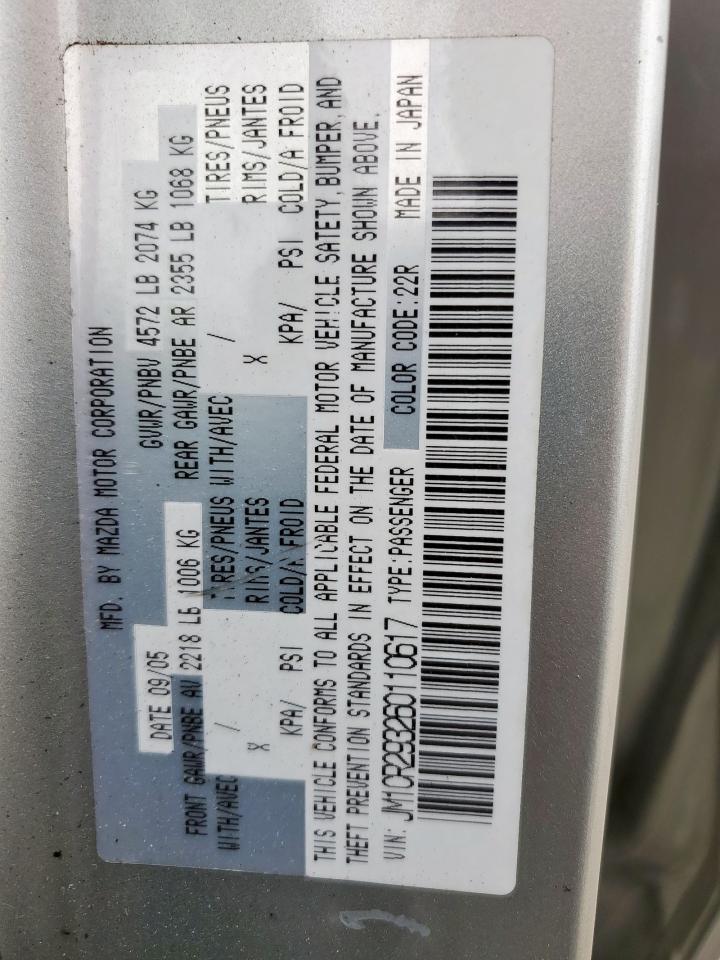 MFD. BY MAZDA MOTOR CORPORATION
DATE 09/05 GVWR/PNBV 4572 LB 2074 KG
FRONT GAWR/PNBE AV 2218 LB 1006 KG REAR GAWR/PNBE AR 2355 LB 1068 KG
WITH/AVEC TIRES/PNEUS WITH/AVEC TIRES/PNEUS
X / RIMS/JANTES X / RIMS/JANTES
KPA/ PSI COLD/A FROID KPA/ PSI COLD/A FROID
THIS VEHICLE CONFORMS TO ALL APPLICABLE FEDERAL MOTOR VEHICLE SATETY, BUMPER, AND
THEFT PREVENTION STANDARDS IN EFFECT ON THE DATE OF MANUFACTURE SHOWN ABOVE.
VIN: JM1CR293260110617 TYPE:PASSENGER COLOR CODE:22R MADE IN JAPAN